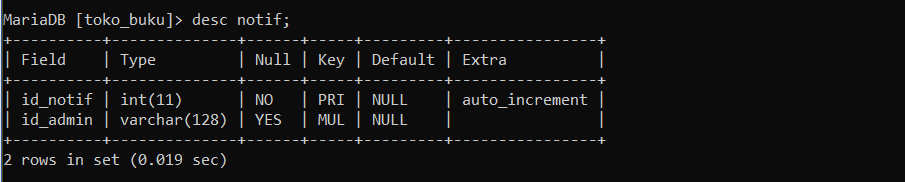 MariaDB [toko_buku]> desc notif;
+----------+--------------+------+-----+---------+----------------+
| Field    | Type         | Null | Key | Default | Extra          |
+----------+--------------+------+-----+---------+----------------+
| id_notif | int(11)      | NO   | PRI | NULL    | auto_increment |
| id_admin | varchar(128) | YES  | MUL | NULL    |                |
+----------+--------------+------+-----+---------+----------------+
2 rows in set (0.019 sec)